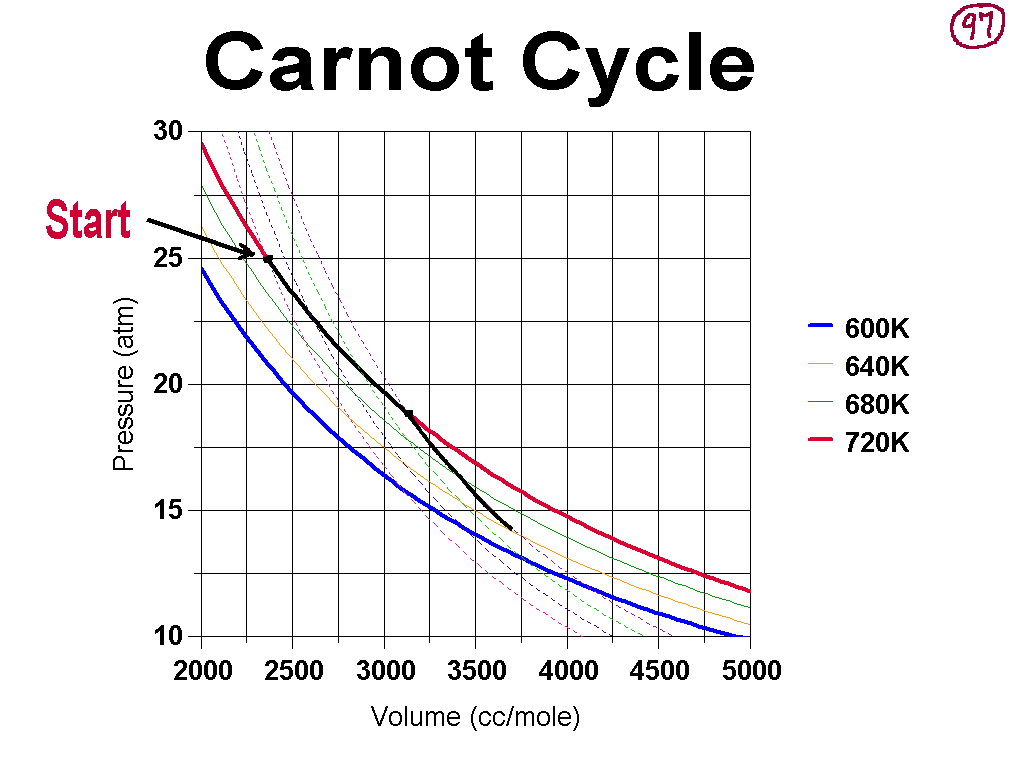 97
Carnot Cycle
30
Start
25
20
15
10
Pressure (atm)
2000 2500 3000 3500 4000 4500 5000
Volume (cc/mole)
600K
640K
680K
720K